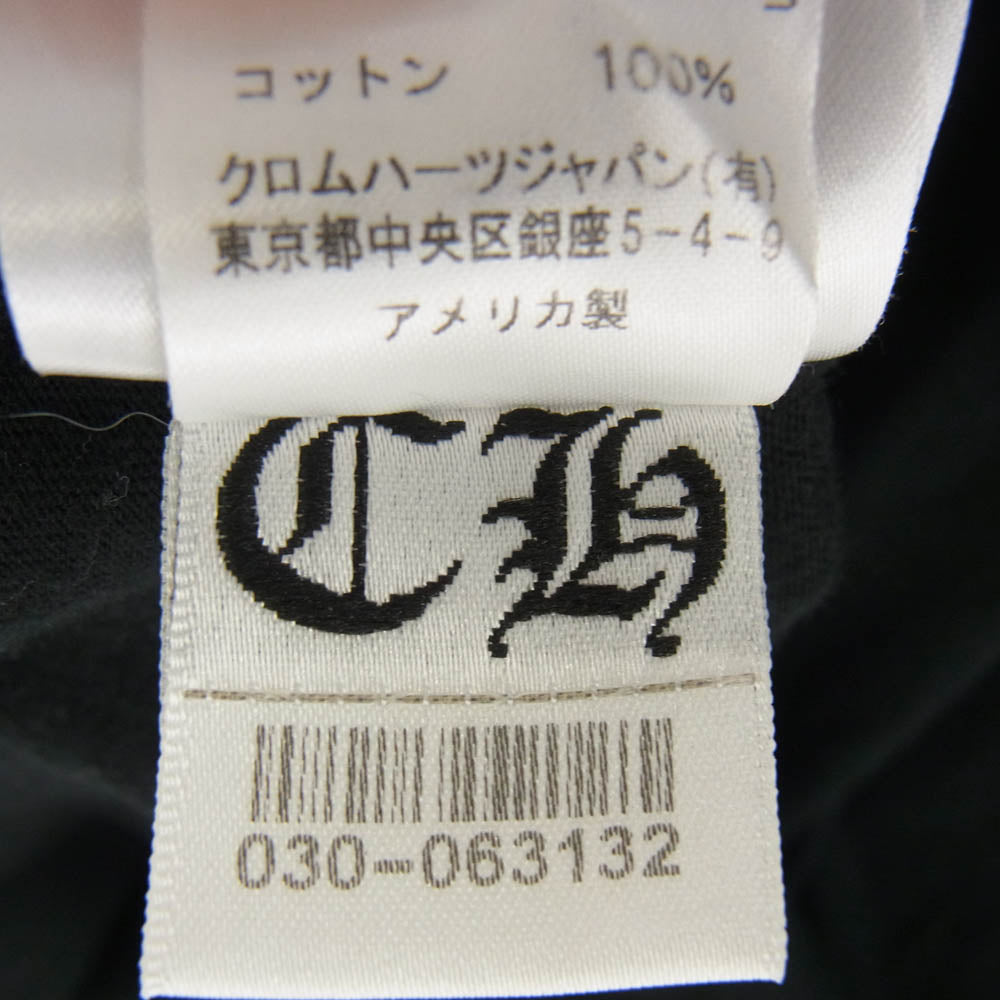 コットン 100%
クロムハーツジャパン(有)
東京都中央区銀座5-4-9
アメリカ製
CH
030-063132